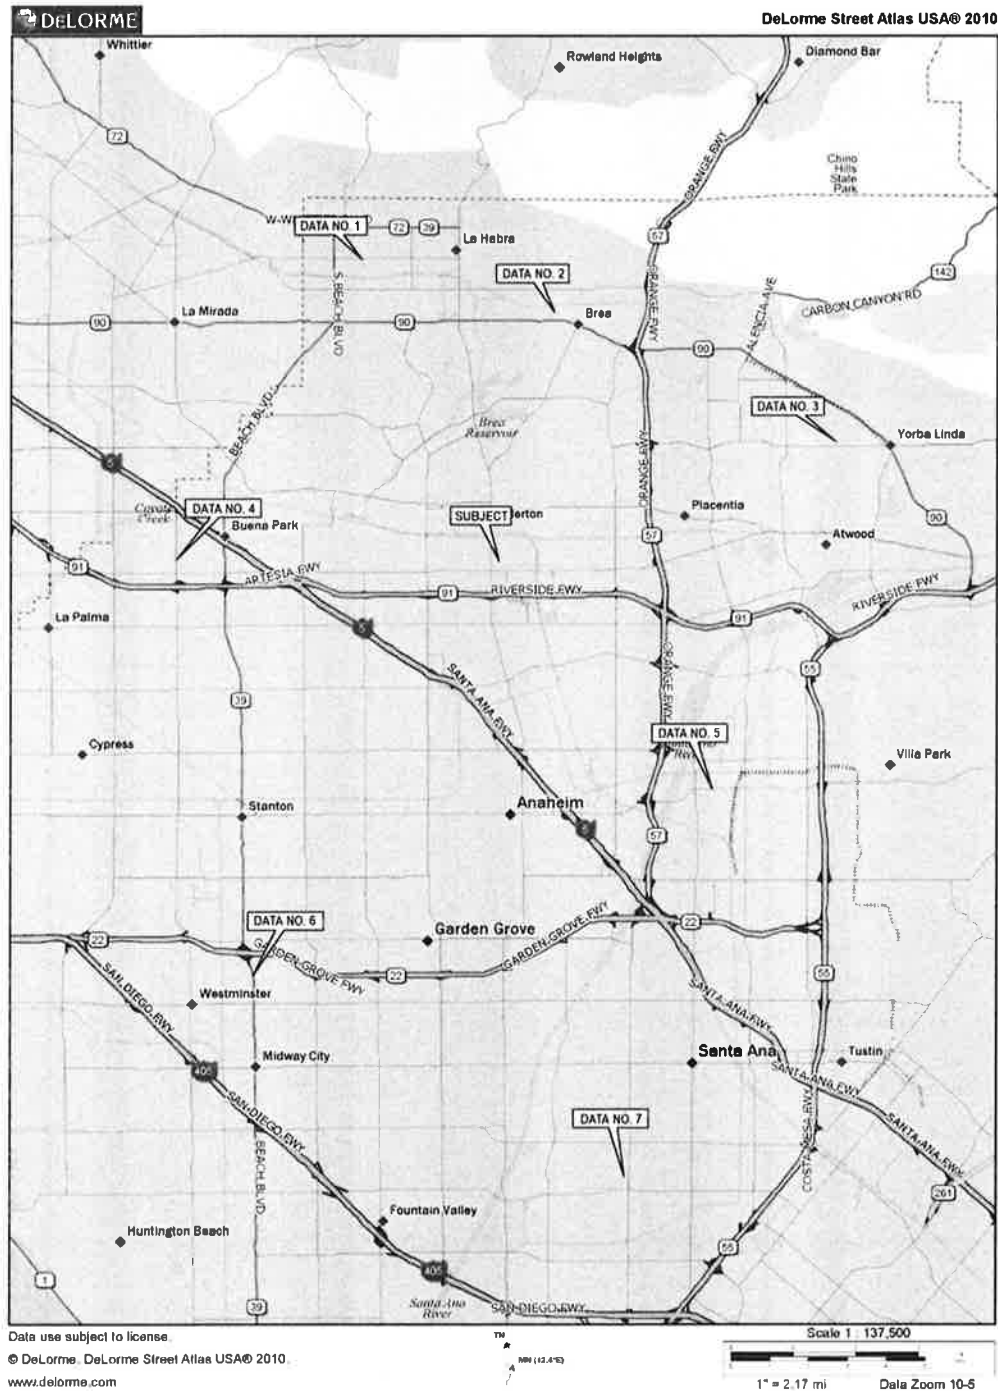 DELORME
DeLorme Street Atlas USA® 2010
Whittier
Rowland Heights
Diamond Bar
72
ORANGE FWY
Chino
Hills
State
Park
DATA NO. 1
72
39
La Habra
57
DATA NO. 2
142
CARBON CANYON RD
La Mirada
90
90
Brea
S. BEACH BLVD
ORANGE FWY
90
BEACH BLVD
DATA NO. 3
Brea
Reservoir
Yorba Linda
ORANGE FWY
Coyote
Creek
DATA NO. 4
Buena Park
SUBJECT
lerton
Placentia
90
57
Atwood
91
ARTESIA FWY
91
RIVERSIDE FWY
91
RIVERSIDE FWY
La Palma
55
39
SANTA ANA FWY
ORANGE FWY
DATA NO. 5
Cypress
Villa Park
Stanton
Anaheim
57
DATA NO. 6
22
Garden Grove
22
GARDEN GROVE FWY
GARDEN GROVE FWY
22
55
SAN DIEGO FWY
Westminster
SANTA ANA FWY
Midway City
Santa Ana
Tustin
405
SANTA ANA FWY
SAN DIEGO FWY
DATA NO. 7
COSTA MESA FWY
SANTA ANA FWY
BEACH BLVD
261
Fountain Valley
Huntington Beach
55
1
405
39
Santa Ana
River
SAN DIEGO FWY
Data use subject to license.
© DeLorme. DeLorme Street Atlas USA® 2010.
www.delorme.com
TN
MN (12.4°E)
Scale 1 : 137,500
mi
1" = 2.17 mi
Data Zoom 10-5